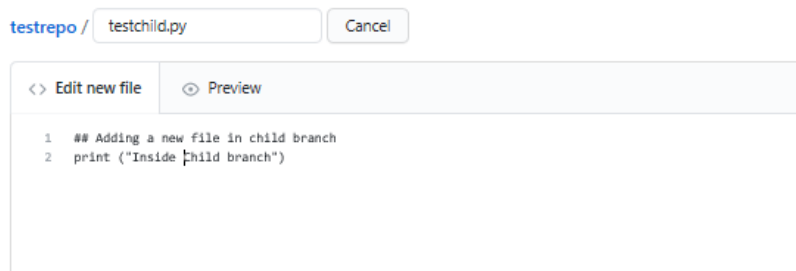 testrepo / testchild.py Cancel
<> Edit new file Preview
1 ## Adding a new file in child branch
2 print ("Inside Child branch")